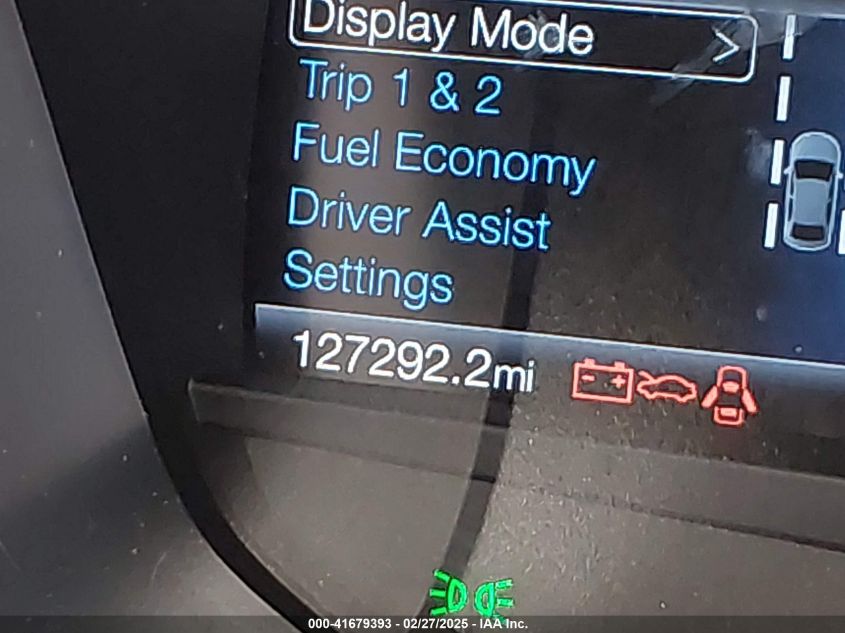 Display Mode
Trip 1 & 2
Fuel Economy
Driver Assist
Settings
127292.2mi
000-41679393 - 02/27/2025 - IAA Inc.